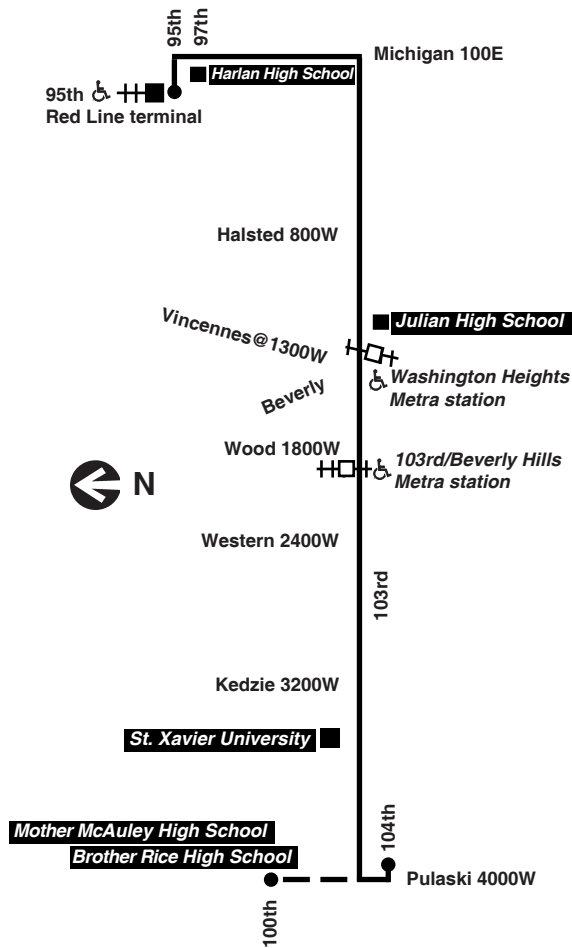 95th
97th
Michigan 100E
Harlan High School
95th
Red Line terminal
Halsted 800W
Vincennes@1300W
Julian High School
Beverly
Washington Heights
Metra station
Wood 1800W
103rd/Beverly Hills
Metra station
N
Western 2400W
103rd
Kedzie 3200W
St. Xavier University
Mother McAuley High School
Brother Rice High School
104th
Pulaski 4000W
100th